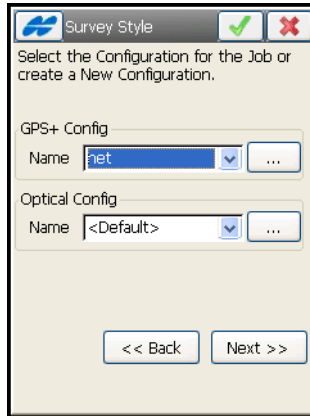 Survey Style
Select the Configuration for the Job or
create a New Configuration.
GPS+ Config
Name net ...
Optical Config
Name <Default> ...
<< Back Next >>